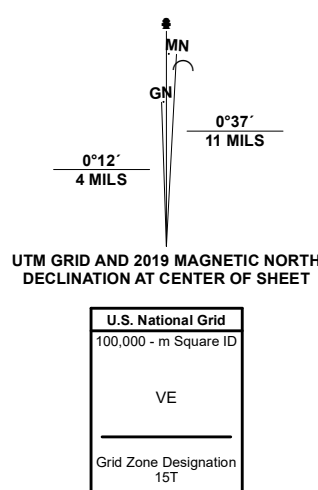 MN
GN
0°37´
11 MILS
0°12´
4 MILS
UTM GRID AND 2019 MAGNETIC NORTH
DECLINATION AT CENTER OF SHEET
U.S. National Grid
100,000 - m Square ID
VE
Grid Zone Designation
15T